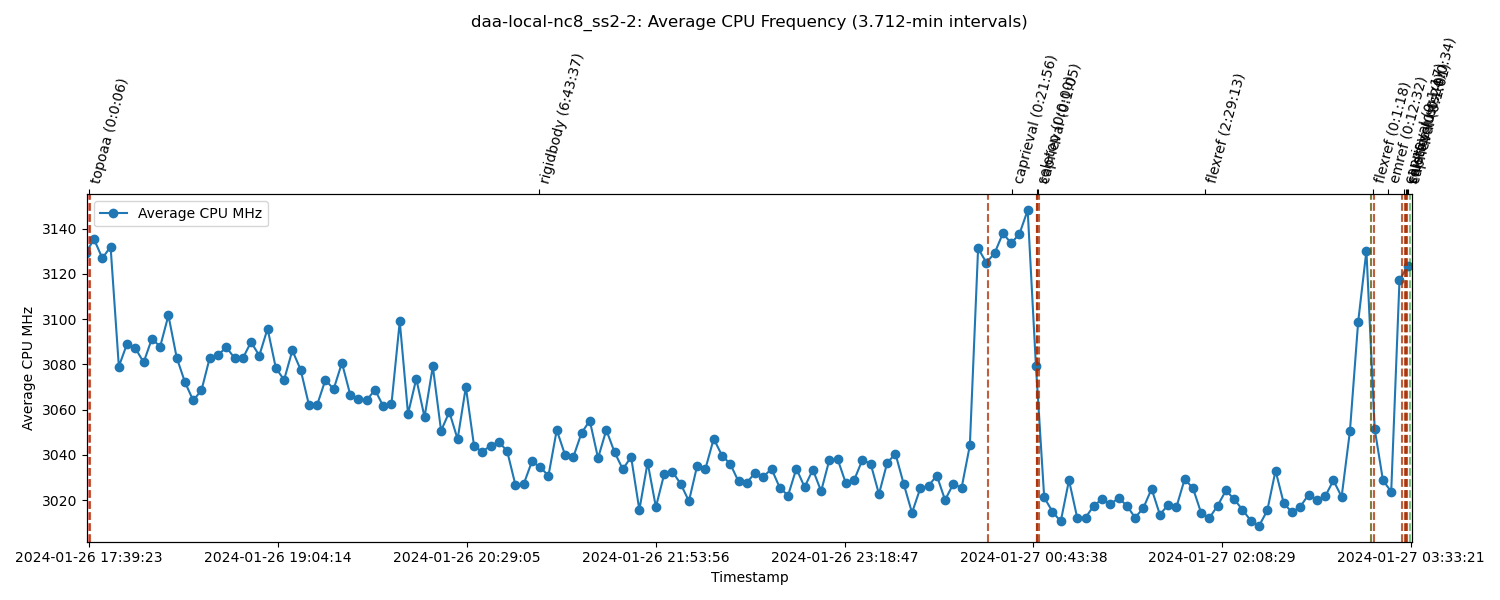 daa-local-nc8_ss2-2: Average CPU Frequency (3.712-min intervals)
topoaa (0:0:06)
rigidbody (6:43:37)
caprieval (0:21:56)
caprieval (0:1:05)
flexref (2:29:13)
flexref (0:1:18)
emref (0:12:32)
Average CPU MHz
3140
3120
3100
3080
3060
3040
3020
Average CPU MHz
2024-01-26 17:39:23
2024-01-26 19:04:14
2024-01-26 20:29:05
2024-01-26 21:53:56
2024-01-26 23:18:47
2024-01-27 00:43:38
2024-01-27 02:08:29
2024-01-27 03:33:21
Timestamp